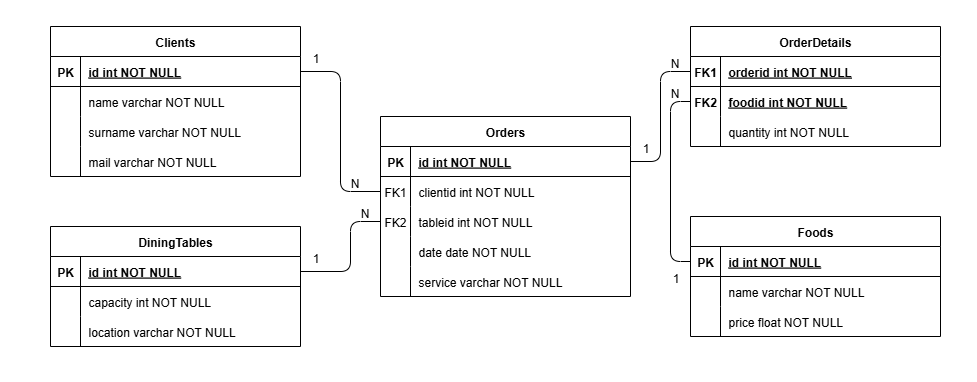 Clients
PK id int NOT NULL
name varchar NOT NULL
surname varchar NOT NULL
mail varchar NOT NULL
1
N
DiningTables
PK id int NOT NULL
capacity int NOT NULL
location varchar NOT NULL
1
N
Orders
PK id int NOT NULL
FK1 clientid int NOT NULL
FK2 tableid int NOT NULL
date date NOT NULL
service varchar NOT NULL
1
N
OrderDetails
FK1 orderid int NOT NULL
FK2 foodid int NOT NULL
quantity int NOT NULL
N
1
Foods
PK id int NOT NULL
name varchar NOT NULL
price float NOT NULL